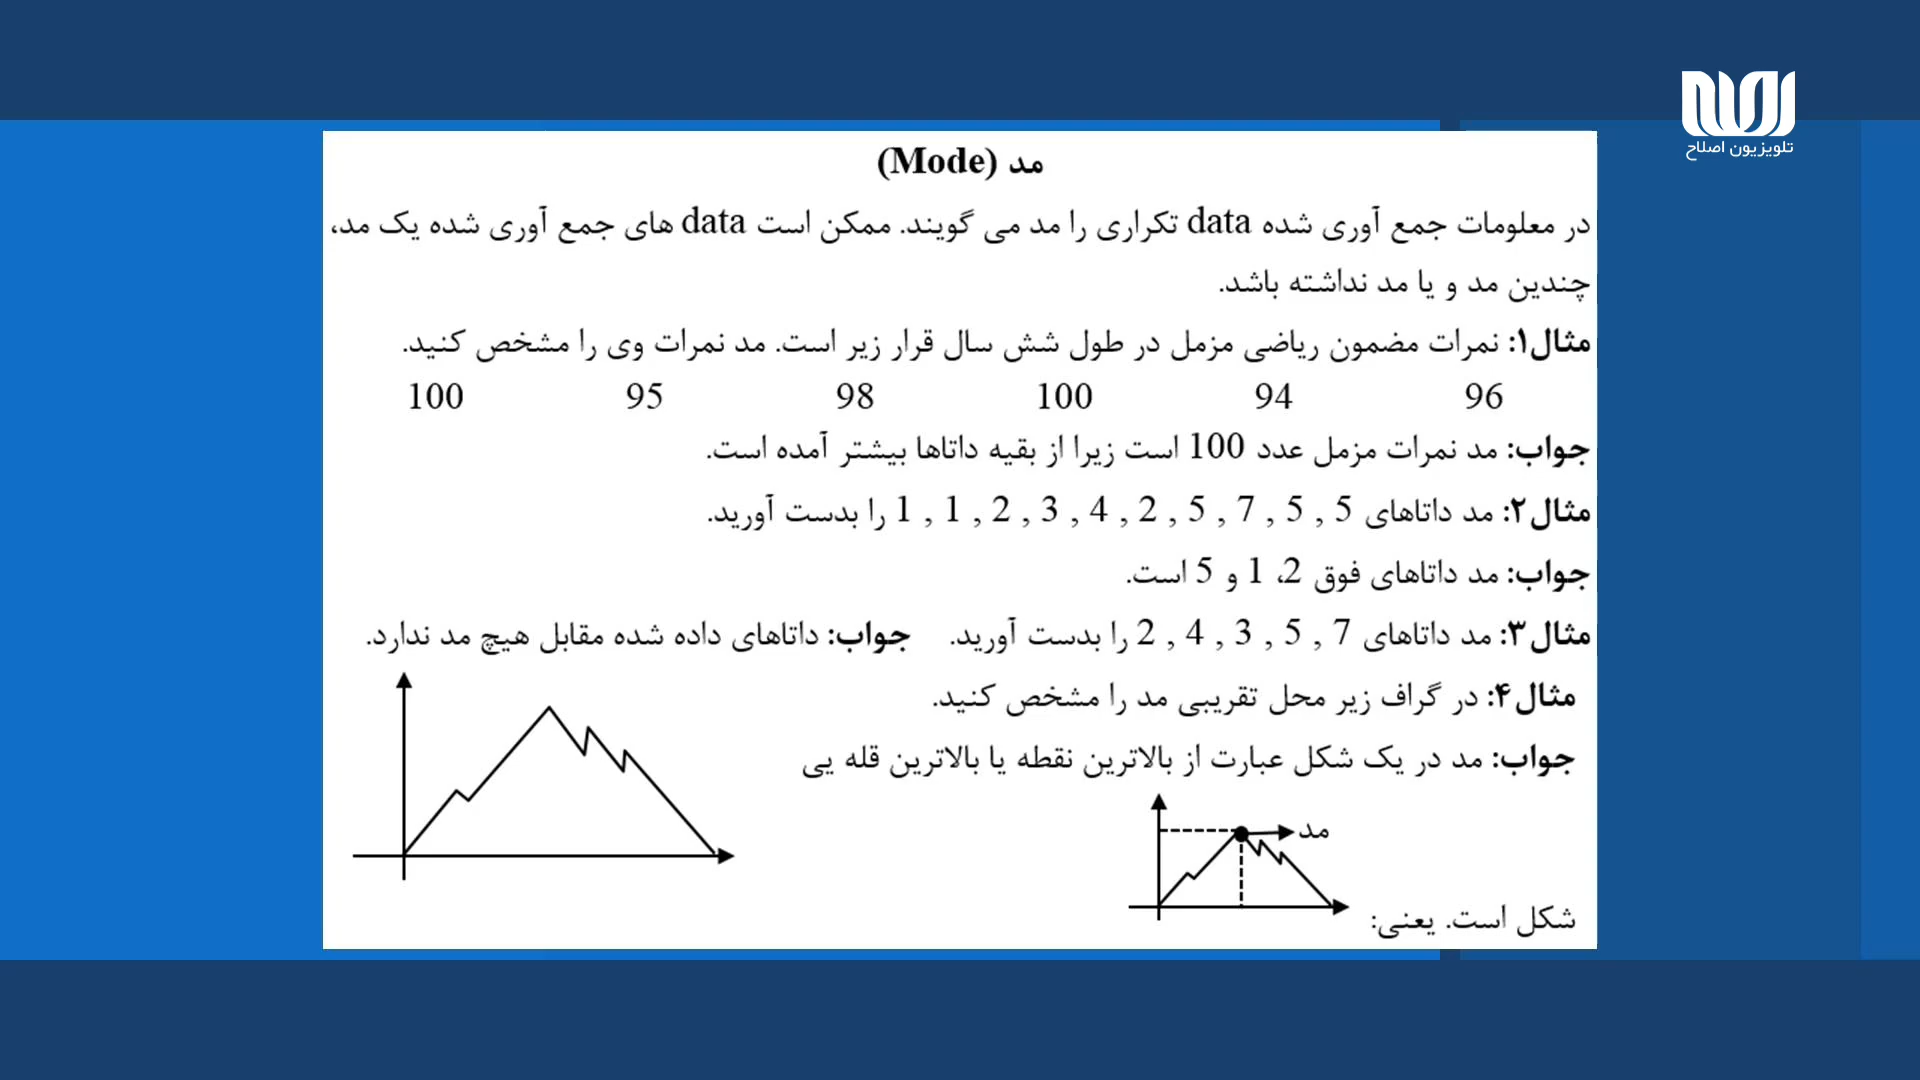 تلویزیون اصلاح
مد (Mode)
در معلومات جمع آوری شده data تکراری را مد می گویند. ممکن است data های جمع آوری شده یک مد،
چندین مد و یا مد نداشته باشد.
مثال۱: نمرات مضمون ریاضی مزمل در طول شش سال قرار زیر است. مد نمرات وی را مشخص کنید.
100 95 98 100 94 96
جواب: مد نمرات مزمل عدد 100 است زیرا از بقیه داتاها بیشتر آمده است.
مثال۲: مد داتاهای 1 , 1 , 2 , 3 , 4 , 2 , 5 , 7 , 5 , 5 را بدست آورید.
جواب: مد داتاهای فوق 2، 1 و 5 است.
مثال۳: مد داتاهای 2 , 4 , 3 , 5 , 7 را بدست آورید. جواب: داتاهای داده شده مقابل هیچ مد ندارد.
مثال۴: در گراف زیر محل تقریبی مد را مشخص کنید.
جواب: مد در یک شکل عبارت از بالاترین نقطه یا بالاترین قله یی
مد
شکل است. یعنی: